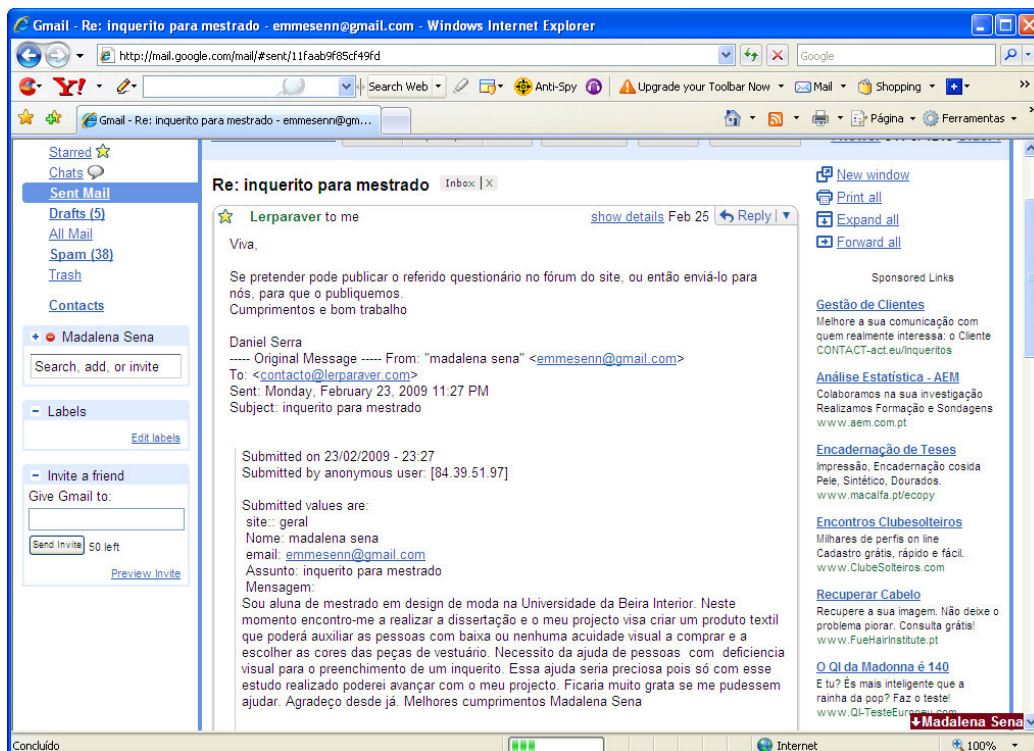 Gmail - Re: inquerito para mestrado - emmesenn@gmail.com - Windows Internet Explorer
http://mail.google.com/mail/#sent/11faab9f85cf49fd
Google
Y! Search Web Anti-Spy Upgrade your Toolbar Now Mail Shopping
Gmail - Re: inquerito para mestrado - emmesenn@gm...
Página Ferramentas
Starred
Chats
Sent Mail
Drafts (5)
All Mail
Spam (38)
Trash
Contacts
Madalena Sena
Search, add, or invite
Labels
Edit labels
Invite a friend
Give Gmail to:
Send Invite 50 left
Preview Invite
Re: inquerito para mestrado Inbox X
Lerparaver to me show details Feb 25 Reply
Viva,
Se pretender pode publicar o referido questionário no fórum do site, ou então enviá-lo para
nós, para que o publiquemos.
Cumprimentos e bom trabalho
Daniel Serra
----- Original Message ----- From: "madalena sena" <emmesenn@gmail.com>
To: <contacto@lerparaver.com>
Sent: Monday, February 23, 2009 11:27 PM
Subject: inquerito para mestrado
Submitted on 23/02/2009 - 23:27
Submitted by anonymous user: [84.39.51.97]
Submitted values are:
site:: geral
Nome: madalena sena
email: emmesenn@gmail.com
Assunto: inquerito para mestrado
Mensagem:
Sou aluna de mestrado em design de moda na Universidade da Beira Interior. Neste
momento encontro-me a realizar a dissertação e o meu projecto visa criar um produto textil
que poderá auxiliar as pessoas com baixa ou nenhuma acuidade visual a comprar e a
escolher as cores das peças de vestuário. Necessito da ajuda de pessoas com deficiencia
visual para o preenchimento de um inquerito. Essa ajuda seria preciosa pois só com esse
estudo realizado poderei avançar com o meu projecto. Ficaria muito grata se me pudessem
ajudar. Agradeço desde já. Melhores cumprimentos Madalena Sena
New window
Print all
Expand all
Forward all
Sponsored Links
Gestão de Clientes
Melhore a sua comunicação com
quem realmente interessa: o Cliente
CONTACT-act.eu/Inqueritos
Análise Estatística - AEM
Colaboramos na sua investigação
Realizamos Formação e Sondagens
www.aem.com.pt
Encadernação de Teses
Impressão, Encadernação cosida
Pele, Sintético, Dourados.
www.macalfa.pt/ecopy
Encontros Clubesolteiros
Milhares de perfis on line
Cadastro grátis, rápido e fácil.
www.ClubeSolteiros.com
Recuperar Cabelo
Recupere a sua imagem. Não deixe o
problema piorar. Consulta grátis!
www.FueHairInstitute.pt
O QI da Madonna é 140
E tu? És mais inteligente que a
rainha da pop? Faz o teste!
www.QI-TesteEuropeu.com
Madalena Sena
Concluído Internet 100%